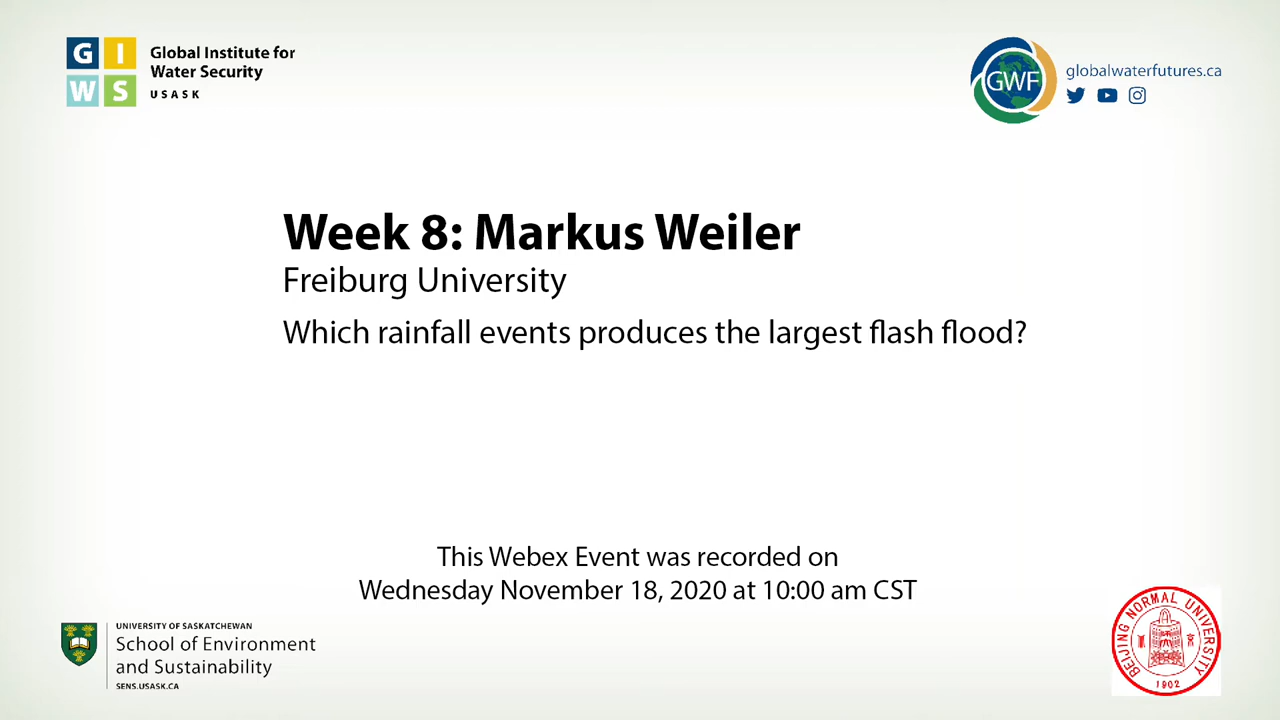 G I
W S
Global Institute for
Water Security
USASK
GWF
globalwaterfutures.ca
Week 8: Markus Weiler
Freiburg University
Which rainfall events produces the largest flash flood?
This Webex Event was recorded on
Wednesday November 18, 2020 at 10:00 am CST
UNIVERSITY OF SASKATCHEWAN
School of Environment
and Sustainability
SENS.USASK.CA
BEIJING NORMAL UNIVERSITY
1902